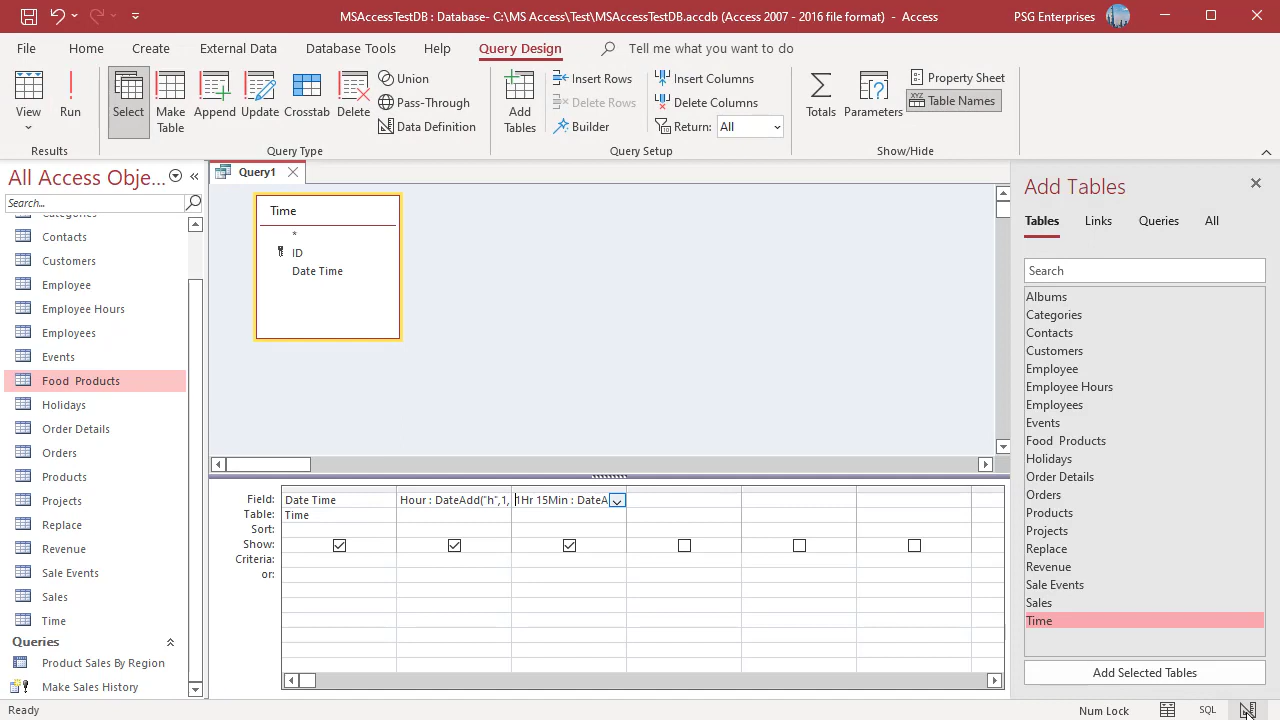 MSAccessTestDB : Database- C:\MS Access\Test\MSAccessTestDB.accdb (Access 2007 - 2016 file format) - Access
PSG Enterprises
File Home Create External Data Database Tools Help Query Design Tell me what you want to do
View
Run
Select
Make Table
Append
Update
Crosstab
Delete
Union
Pass-Through
Data Definition
Add Tables
Insert Rows
Delete Rows
Builder
Insert Columns
Delete Columns
Return: All
Totals
Parameters
Property Sheet
XYZ Table Names
Results
Query Type
Query Setup
Show/Hide
All Access Obje...
Search...
Categories
Contacts
Customers
Employee
Employee Hours
Employees
Events
Food Products
Holidays
Order Details
Orders
Products
Projects
Replace
Revenue
Sale Events
Sales
Time
Queries
Product Sales By Region
Make Sales History
Query1
Time
*
ID
Date Time
Field: Date Time Hour : DateAdd("h",1, 1Hr 15Min : DateA
Table: Time
Sort:
Show:
Criteria:
or:
Add Tables
Tables Links Queries All
Search
Albums
Categories
Contacts
Customers
Employee
Employee Hours
Employees
Events
Food Products
Holidays
Order Details
Orders
Products
Projects
Replace
Revenue
Sale Events
Sales
Time
Add Selected Tables
Ready
Num Lock
SQL